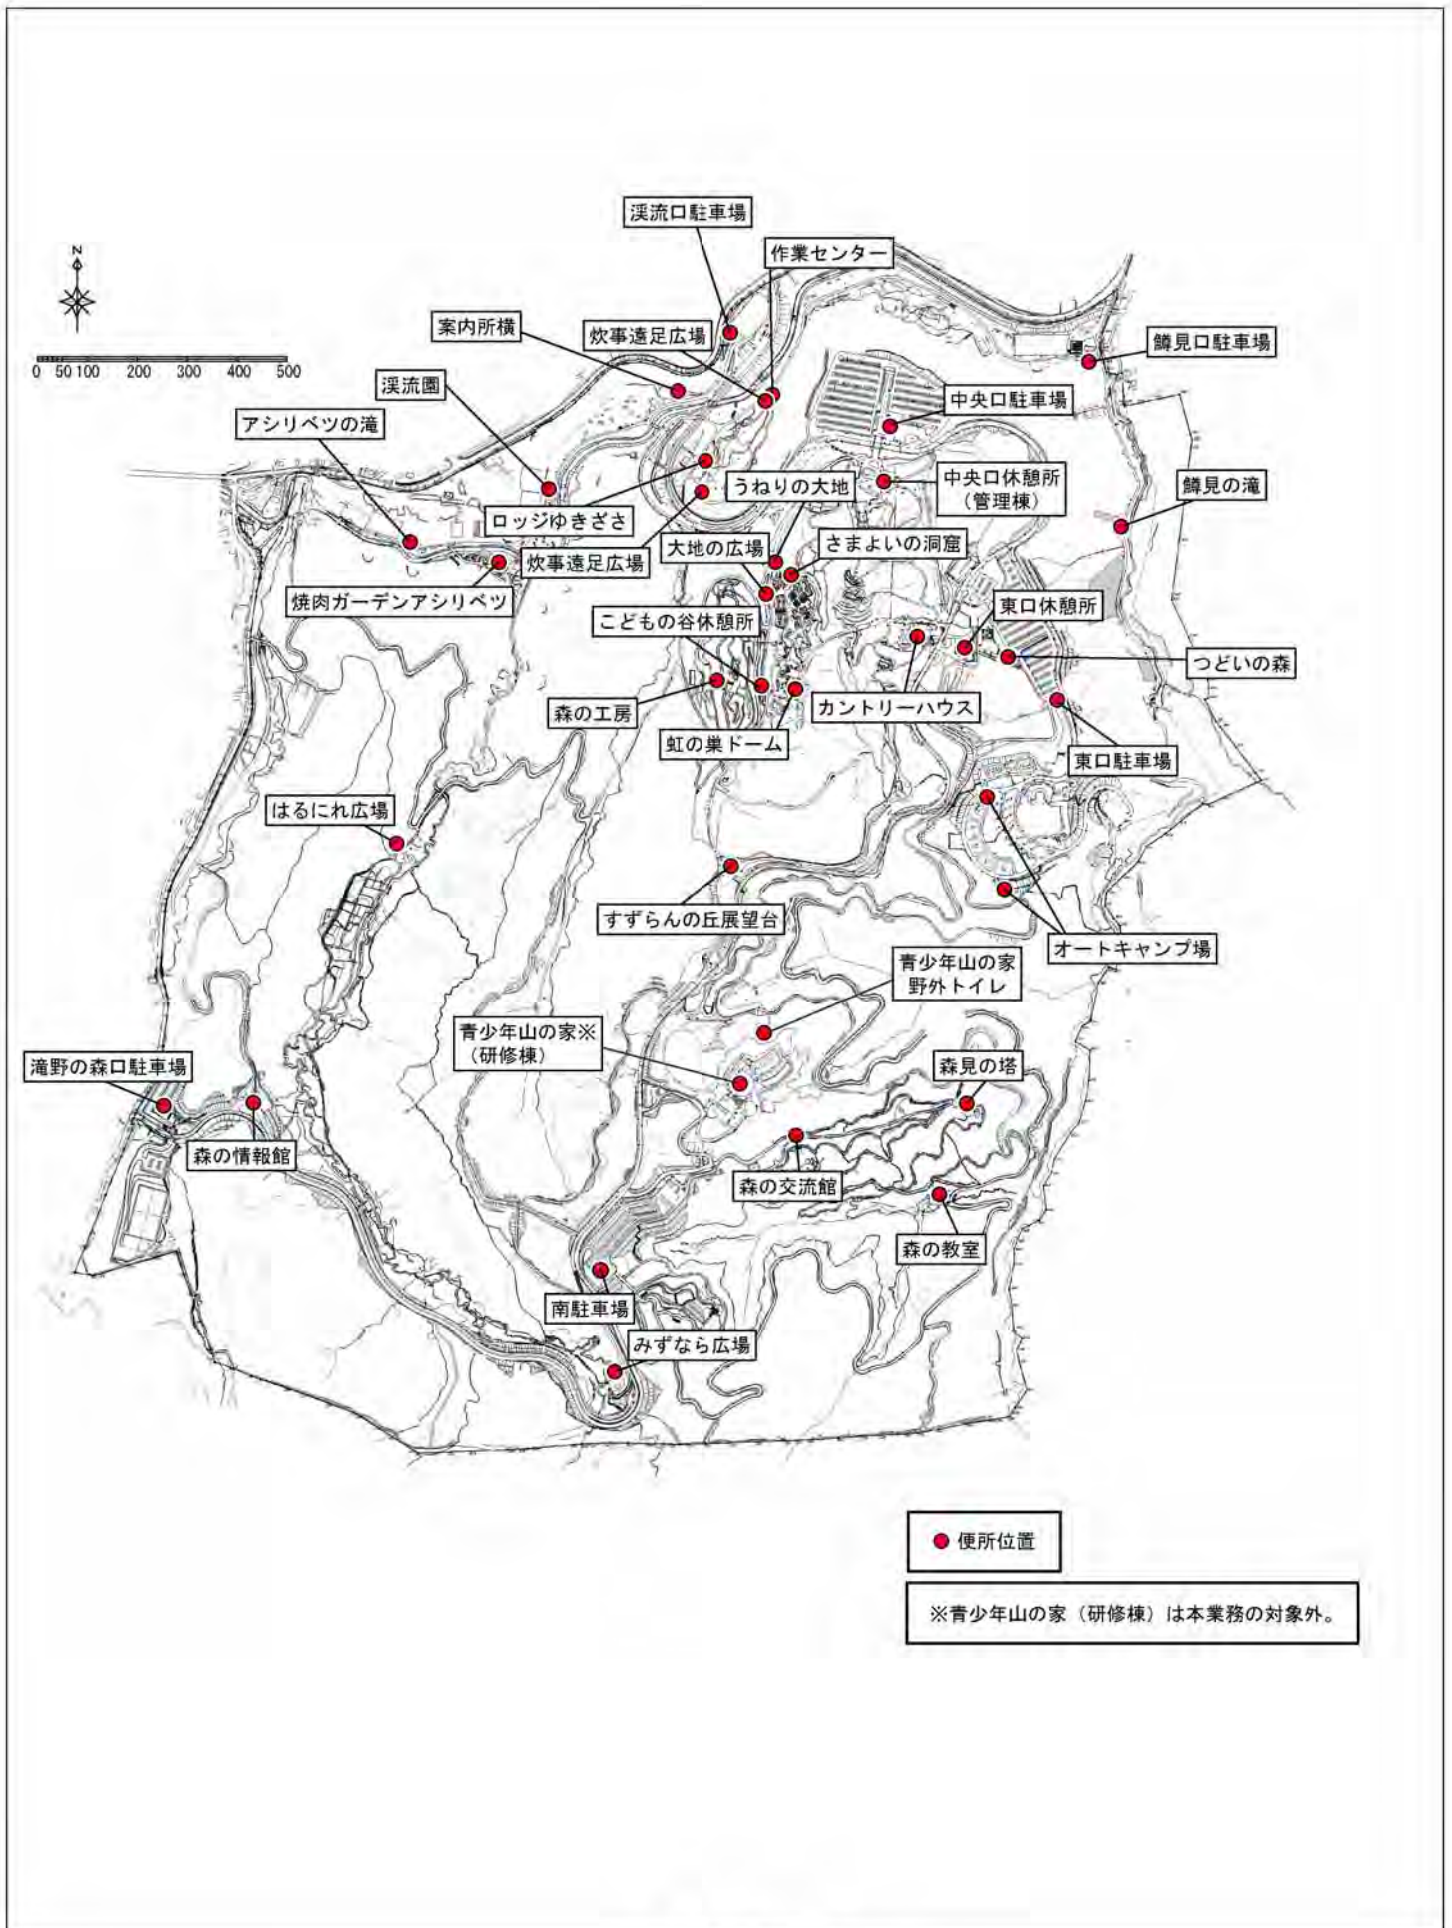 渓流口駐車場
作業センター
N
案内所横
炊事遠足広場
鱒見口駐車場
0 50 100 200 300 400 500
渓流園
中央口駐車場
アシリベツの滝
うねりの大地
中央口休憩所
（管理棟）
鱒見の滝
ロッジゆきざさ
大地の広場
さまよいの洞窟
炊事遠足広場
焼肉ガーデンアシリベツ
こどもの谷休憩所
東口休憩所
つどいの森
森の工房
カントリーハウス
虹の巣ドーム
東口駐車場
はるにれ広場
すずらんの丘展望台
オートキャンプ場
青少年山の家
野外トイレ
青少年山の家※
（研修棟）
滝野の森口駐車場
森見の塔
森の情報館
森の交流館
森の教室
南駐車場
みずなら広場
便所位置
※青少年山の家（研修棟）は本業務の対象外。